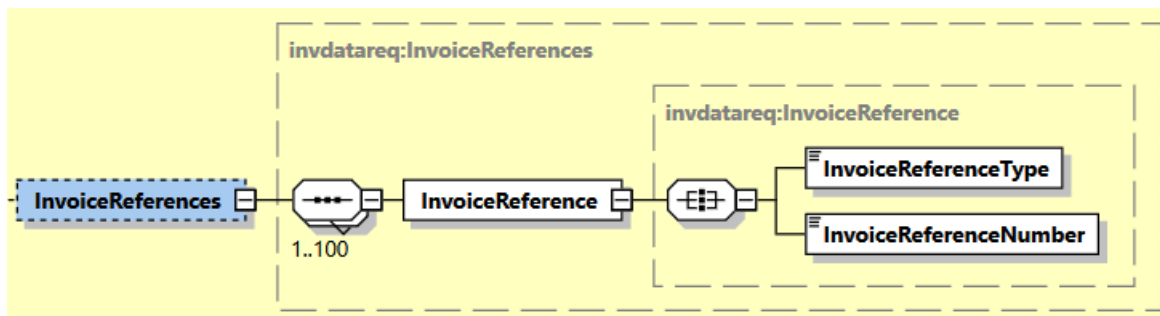 invdatareq:InvoiceReferences
invdatareq:InvoiceReference
InvoiceReferenceType
InvoiceReferences
InvoiceReference
InvoiceReferenceNumber
1..100